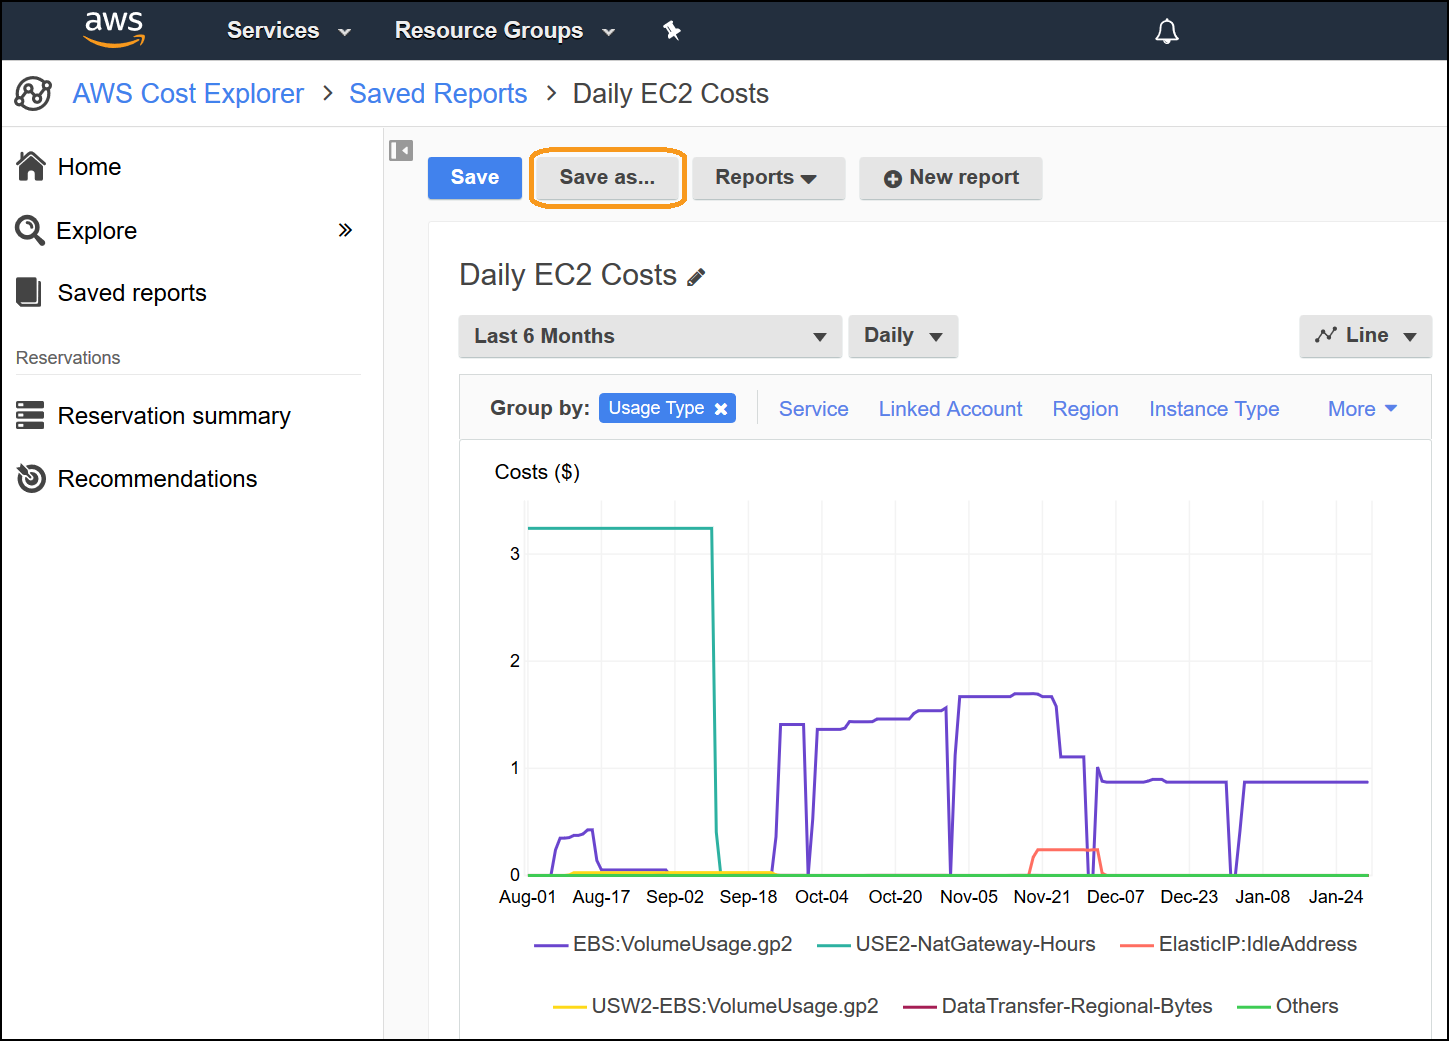 aws Services Resource Groups
AWS Cost Explorer > Saved Reports > Daily EC2 Costs
Home
Explore »
Saved reports
Reservations
Reservation summary
Recommendations
Save Save as... Reports New report
Daily EC2 Costs
Last 6 Months Daily Line
Group by: Usage Type × Service Linked Account Region Instance Type More
Costs ($)
3
2
1
0
Aug-01 Aug-17 Sep-02 Sep-18 Oct-04 Oct-20 Nov-05 Nov-21 Dec-07 Dec-23 Jan-08 Jan-24
EBS:VolumeUsage.gp2 USE2-NatGateway-Hours ElasticIP:IdleAddress
USW2-EBS:VolumeUsage.gp2 DataTransfer-Regional-Bytes Others